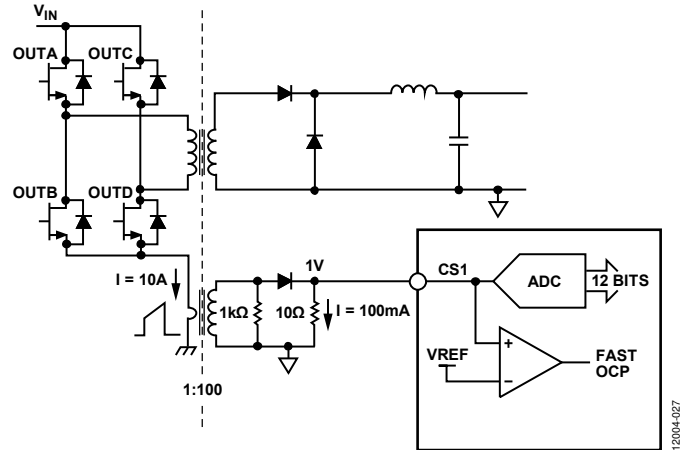 VIN
OUTA OUTC
OUTB OUTD
I = 10A
1kΩ
10Ω
1V
I = 100mA
1:100
CS1
ADC
12 BITS
VREF
+
–
FAST
OCP
12004-027